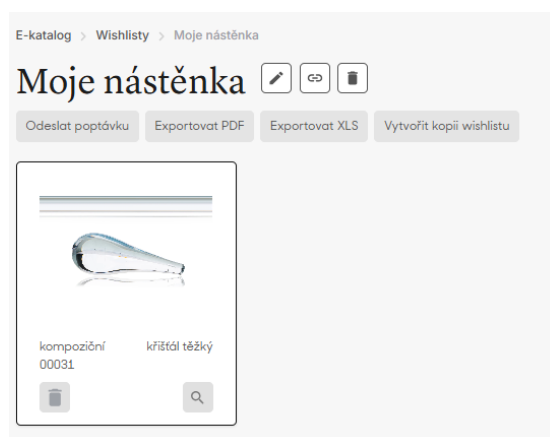 E-katalog > Wishlisty > Moje nástěnka
Moje nástěnka
Odeslat poptávku Exportovat PDF Exportovat XLS Vytvořit kopii wishlistu
kompoziční křišťál těžký
00031